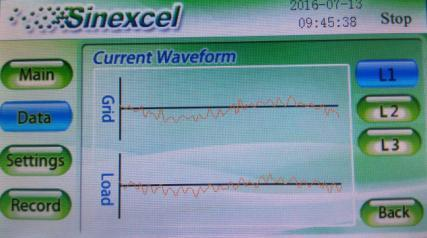 Sinexcel
2016-07-13
09:45:38
Stop
Main
Data
Settings
Record
Current Waveform
Grid
Load
L1
L2
L3
Back